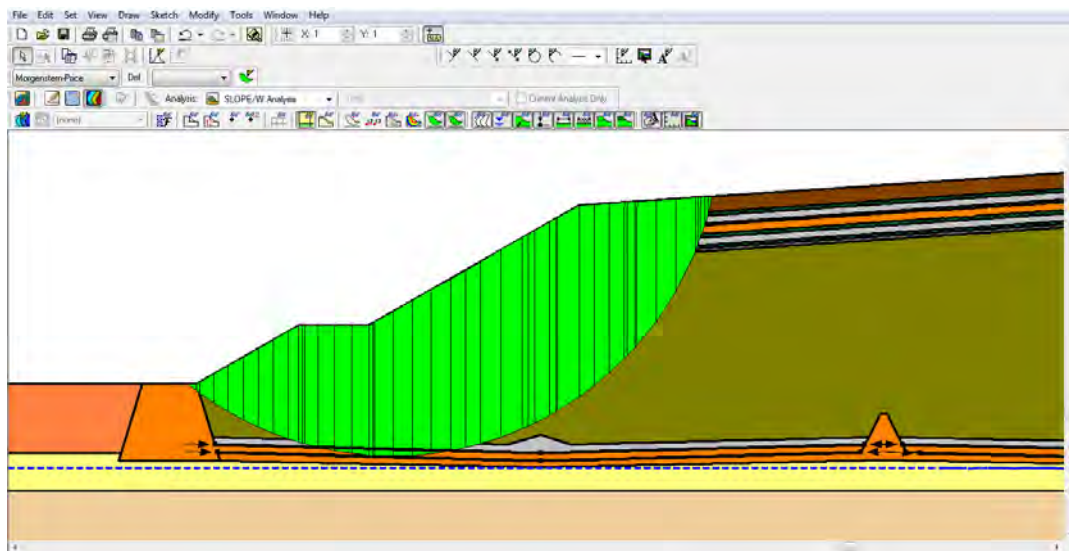 File Edit Set View Draw Sketch Modify Tools Window Help
X: 1 Y: 1
Morgenstern-Price
Analysis: SLOPE/W Analysis Current Analysis Only
(none)